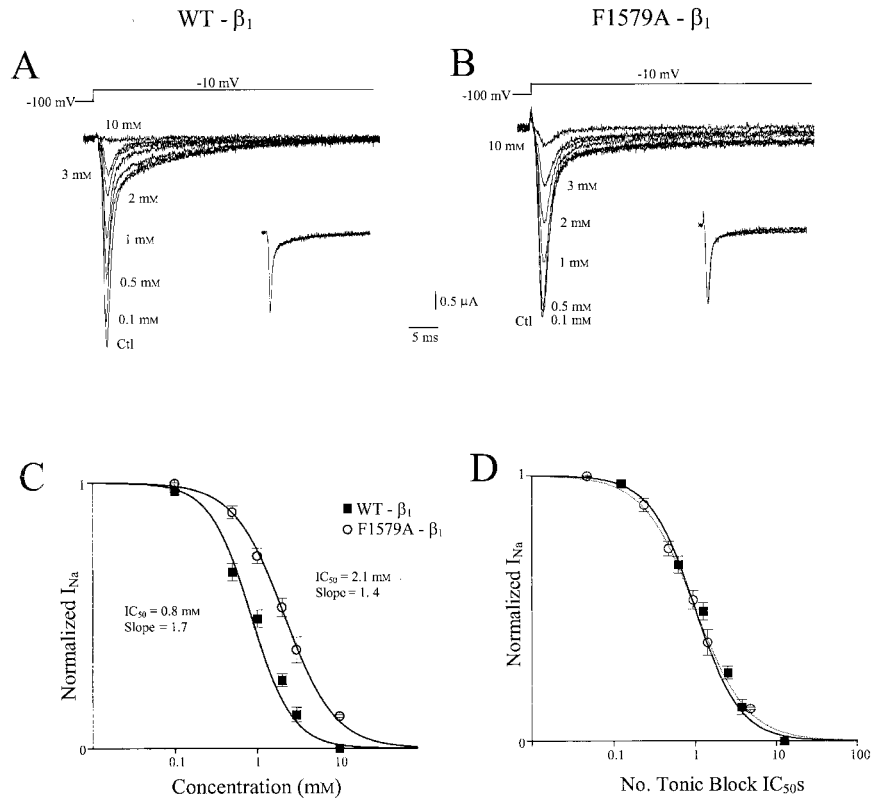 WT - β₁
F1579A - β₁
A
B
-10 mV
-100 mV
10 mM
3 mM
2 mM
1 mM
0.5 mM
0.1 mM
Ctl
-10 mV
-100 mV
10 mM
3 mM
2 mM
1 mM
0.5 mM
Ctl 0.1 mM
0.5 µA
5 ms
C
D
1
WT - β₁
F1579A - β₁
IC₅₀ = 2.1 mM
Slope = 1.4
IC₅₀ = 0.8 mM
Slope = 1.7
Normalized I_Na
0
0.1 1 10
Concentration (mM)
1
Normalized I_Na
0
0.1 1 10 100
No. Tonic Block IC₅₀s